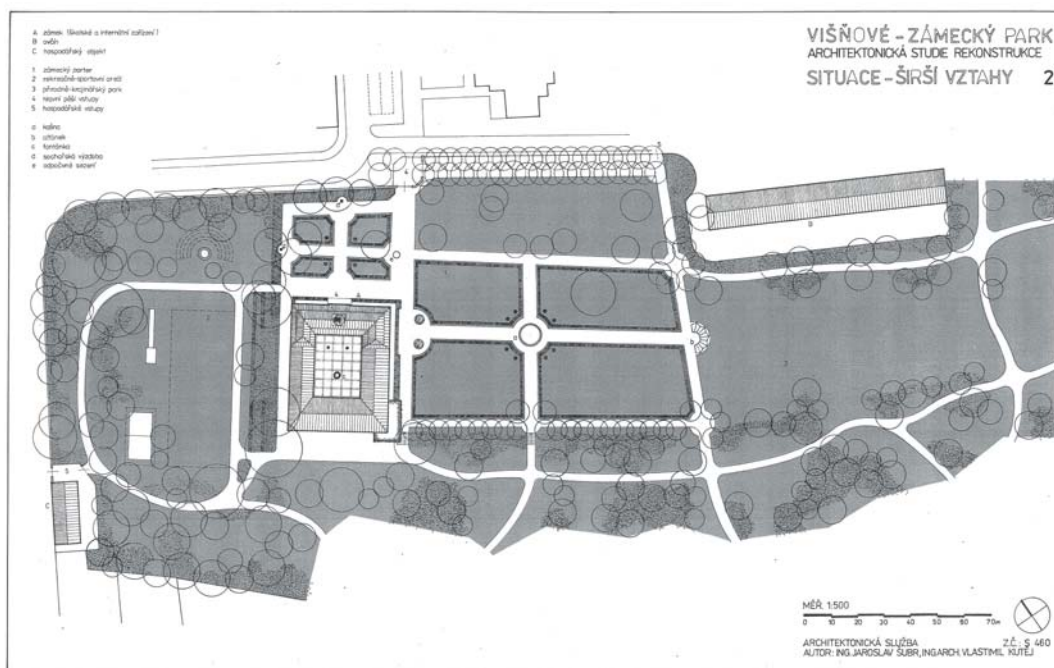 A zámek (školské a internátní zařízení)
B ovčín
C hospodářský objekt
1 zámecký parter
2 rekreačně-sportovní areál
3 přírodně-krajinářský park
4 hlavní pěší vstupy
5 hospodářské vstupy
a kašna
b altánek
c fontánka
d sochařská výzdoba
e odpočivné sezení
VIŠŇOVÉ - ZÁMECKÝ PARK
ARCHITEKTONICKÁ STUDIE REKONSTRUKCE
SITUACE - ŠIRŠÍ VZTAHY 2
MĚŘ. 1:500
0 10 20 30 40 50 60 70m
ARCHITEKTONICKÁ SLUŽBA Z.Č.: S 460
AUTOR: ING. JAROSLAV ŠUBR, ING.ARCH. VLASTIMIL KUTEJ